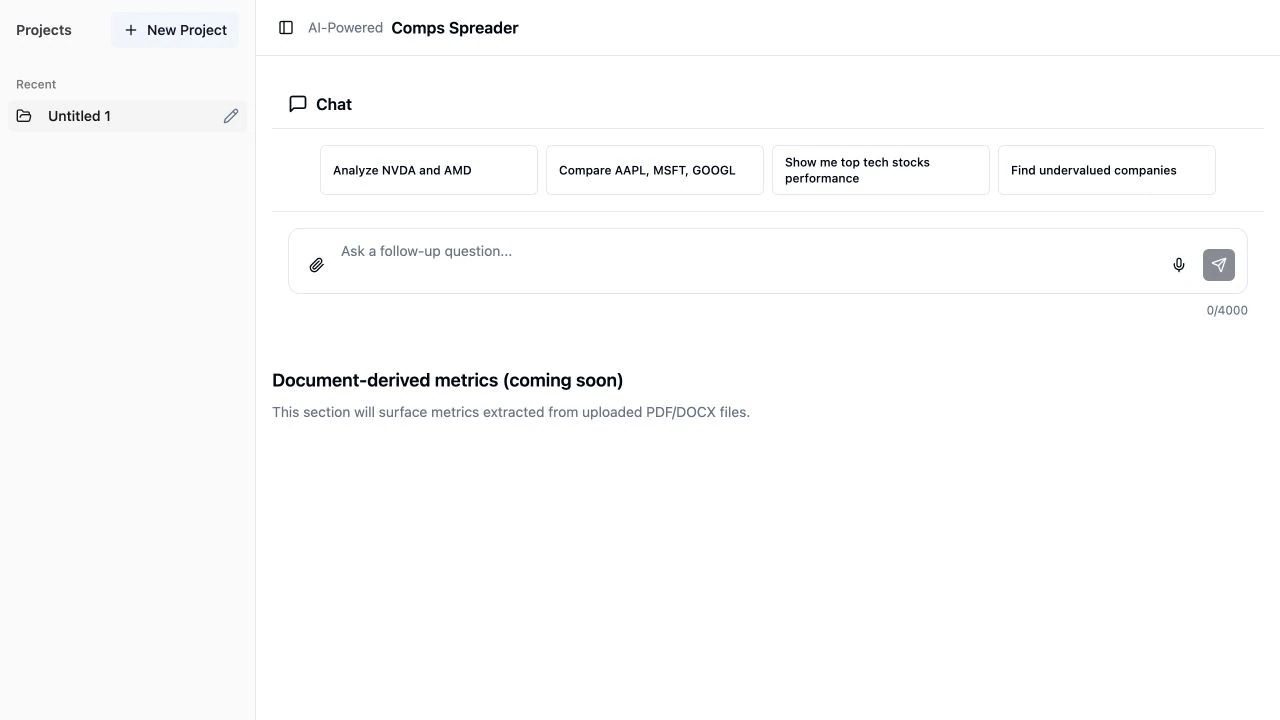 Projects
New Project
Recent
Untitled 1
AI-Powered Comps Spreader
Chat
Analyze NVDA and AMD
Compare AAPL, MSFT, GOOGL
Show me top tech stocks
performance
Find undervalued companies
Ask a follow-up question...
0/4000
Document-derived metrics (coming soon)
This section will surface metrics extracted from uploaded PDF/DOCX files.